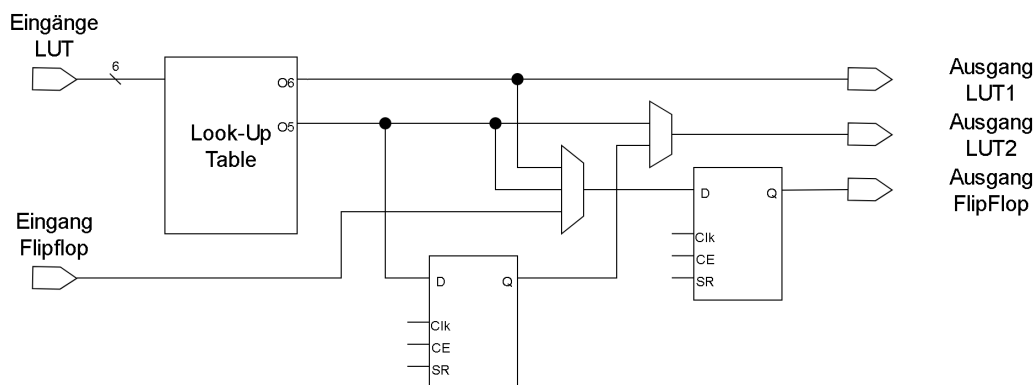 Eingänge
LUT
6
O6
O5
Look-Up
Table
Ausgang
LUT1
Ausgang
LUT2
Ausgang
FlipFlop
Eingang
Flipflop
D
Q
Clk
CE
SR
D
Q
Clk
CE
SR